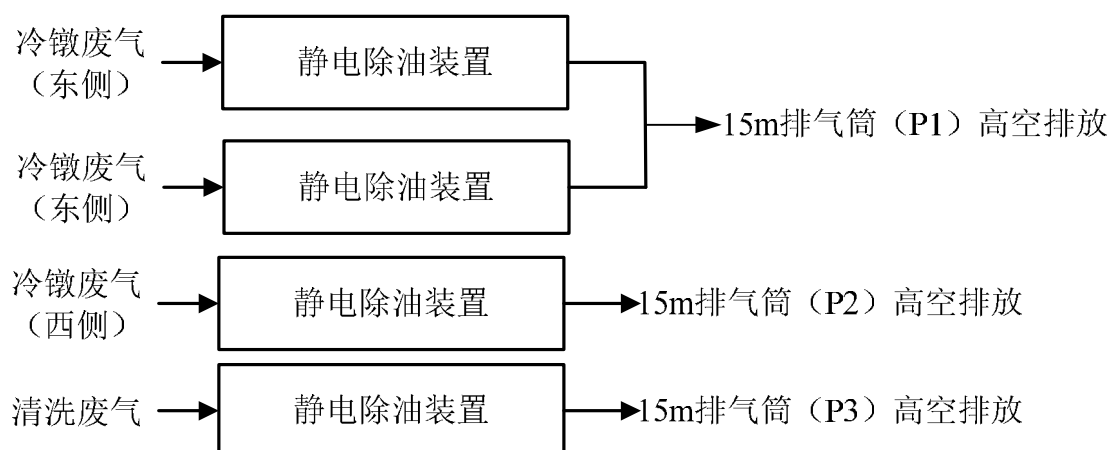 冷镦废气
（东侧）
静电除油装置
15m排气筒（P1）高空排放
冷镦废气
（东侧）
静电除油装置
冷镦废气
（西侧）
静电除油装置
15m排气筒（P2）高空排放
清洗废气
静电除油装置
15m排气筒（P3）高空排放